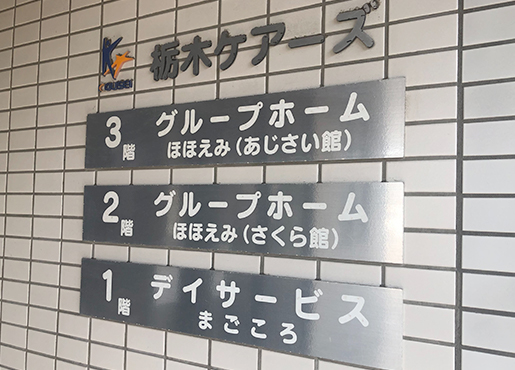 栃木ケアーズ
3階 グループホーム
ほほえみ（あじさい館）
2階 グループホーム
ほほえみ（さくら館）
1階 デイサービス
まごころ